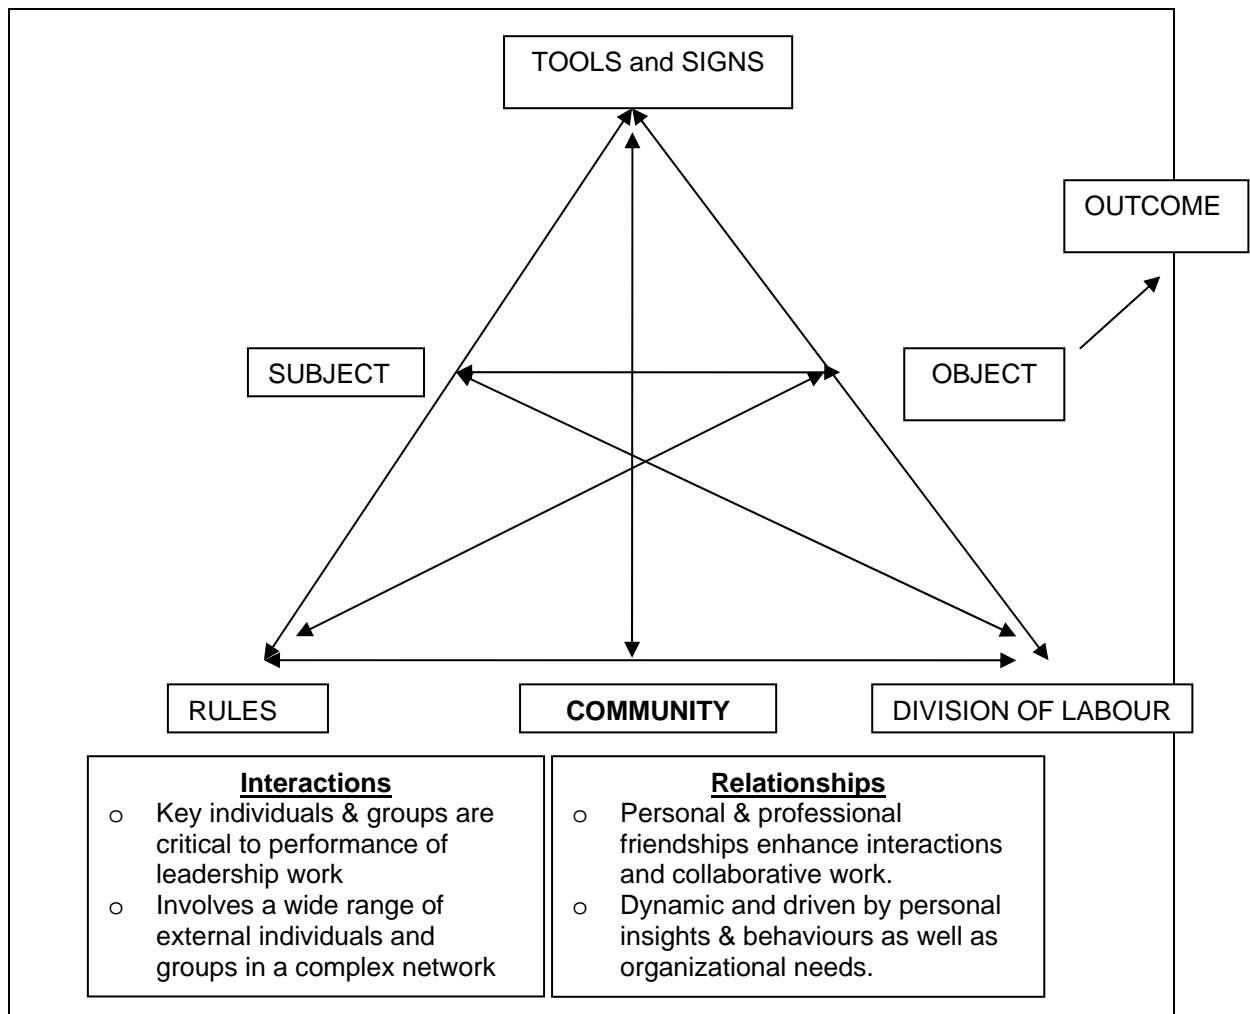 TOOLS and SIGNS
OUTCOME
SUBJECT
OBJECT
RULES
COMMUNITY
DIVISION OF LABOUR
Interactions
o Key individuals & groups are
critical to performance of
leadership work
o Involves a wide range of
external individuals and
groups in a complex network
Relationships
o Personal & professional
friendships enhance interactions
and collaborative work.
o Dynamic and driven by personal
insights & behaviours as well as
organizational needs.